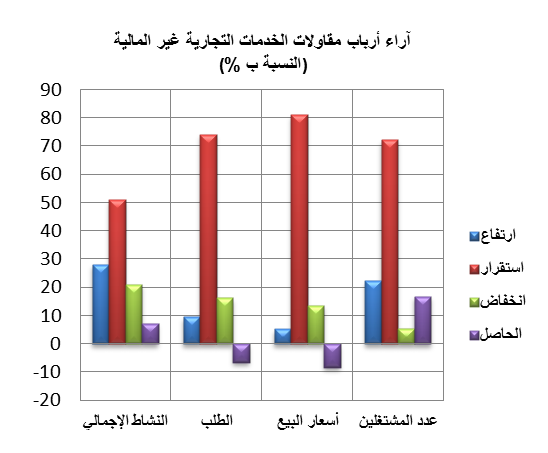 آراء أرباب مقاولات الخدمات التجارية غير المالية
(النسبة ب %)
90
80
70
60
50
40
30
20
10
0
-10
-20
ارتفاع
استقرار
انخفاض
الحاصل
النشاط الإجمالي
الطلب
أسعار البيع
عدد المشتغلين